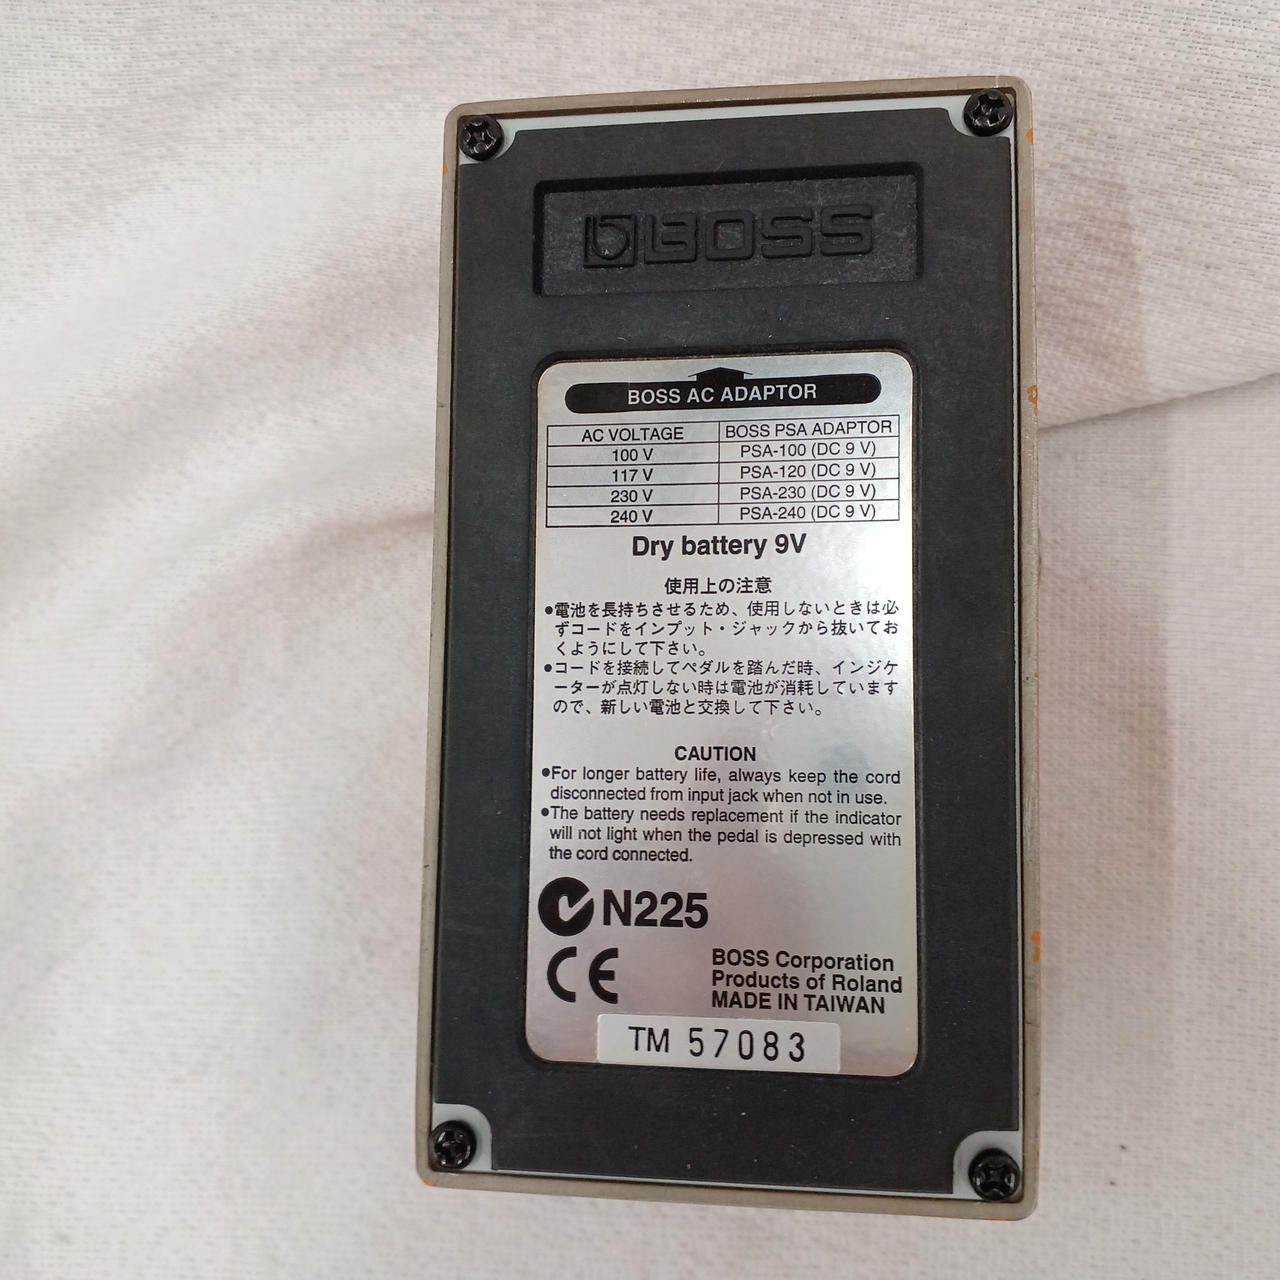 BOSS
BOSS AC ADAPTOR
AC VOLTAGE BOSS PSA ADAPTOR
100 V PSA-100 (DC 9 V)
117 V PSA-120 (DC 9 V)
230 V PSA-230 (DC 9 V)
240 V PSA-240 (DC 9 V)
Dry battery 9V
使用上の注意
●電池を長持ちさせるため、使用しないときは必
ずコードをインプット・ジャックから抜いてお
くようにして下さい。
●コードを接続してペダルを踏んだ時、インジケ
ーターが点灯しない時は電池が消耗しています
ので、新しい電池と交換して下さい。
CAUTION
●For longer battery life, always keep the cord
disconnected from input jack when not in use.
●The battery needs replacement if the indicator
will not light when the pedal is depressed with
the cord connected.
N225
CE
BOSS Corporation
Products of Roland
MADE IN TAIWAN
TM 57083